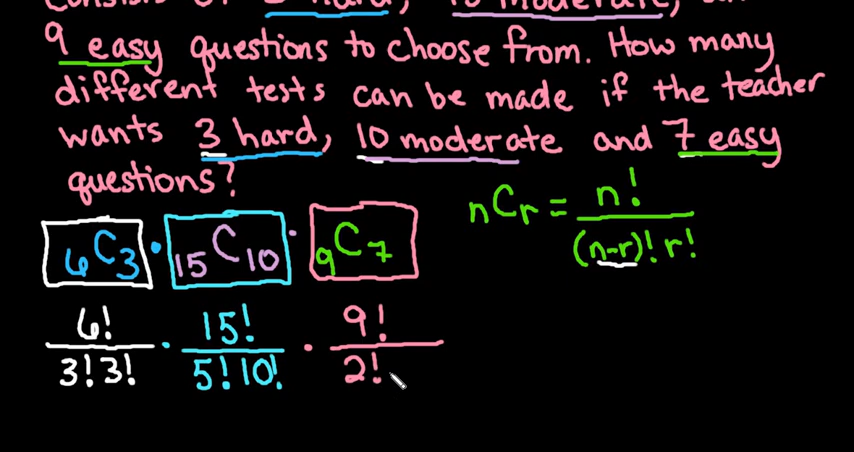 9 easy questions to choose from. How many
different tests can be made if the teacher
wants 3 hard, 10 moderate and 7 easy
questions?
6C3 · 15C10 · 9C7
nCr = n! / (n-r)! r!
6! / 3! 3! · 15! / 5! 10! · 9! / 2!